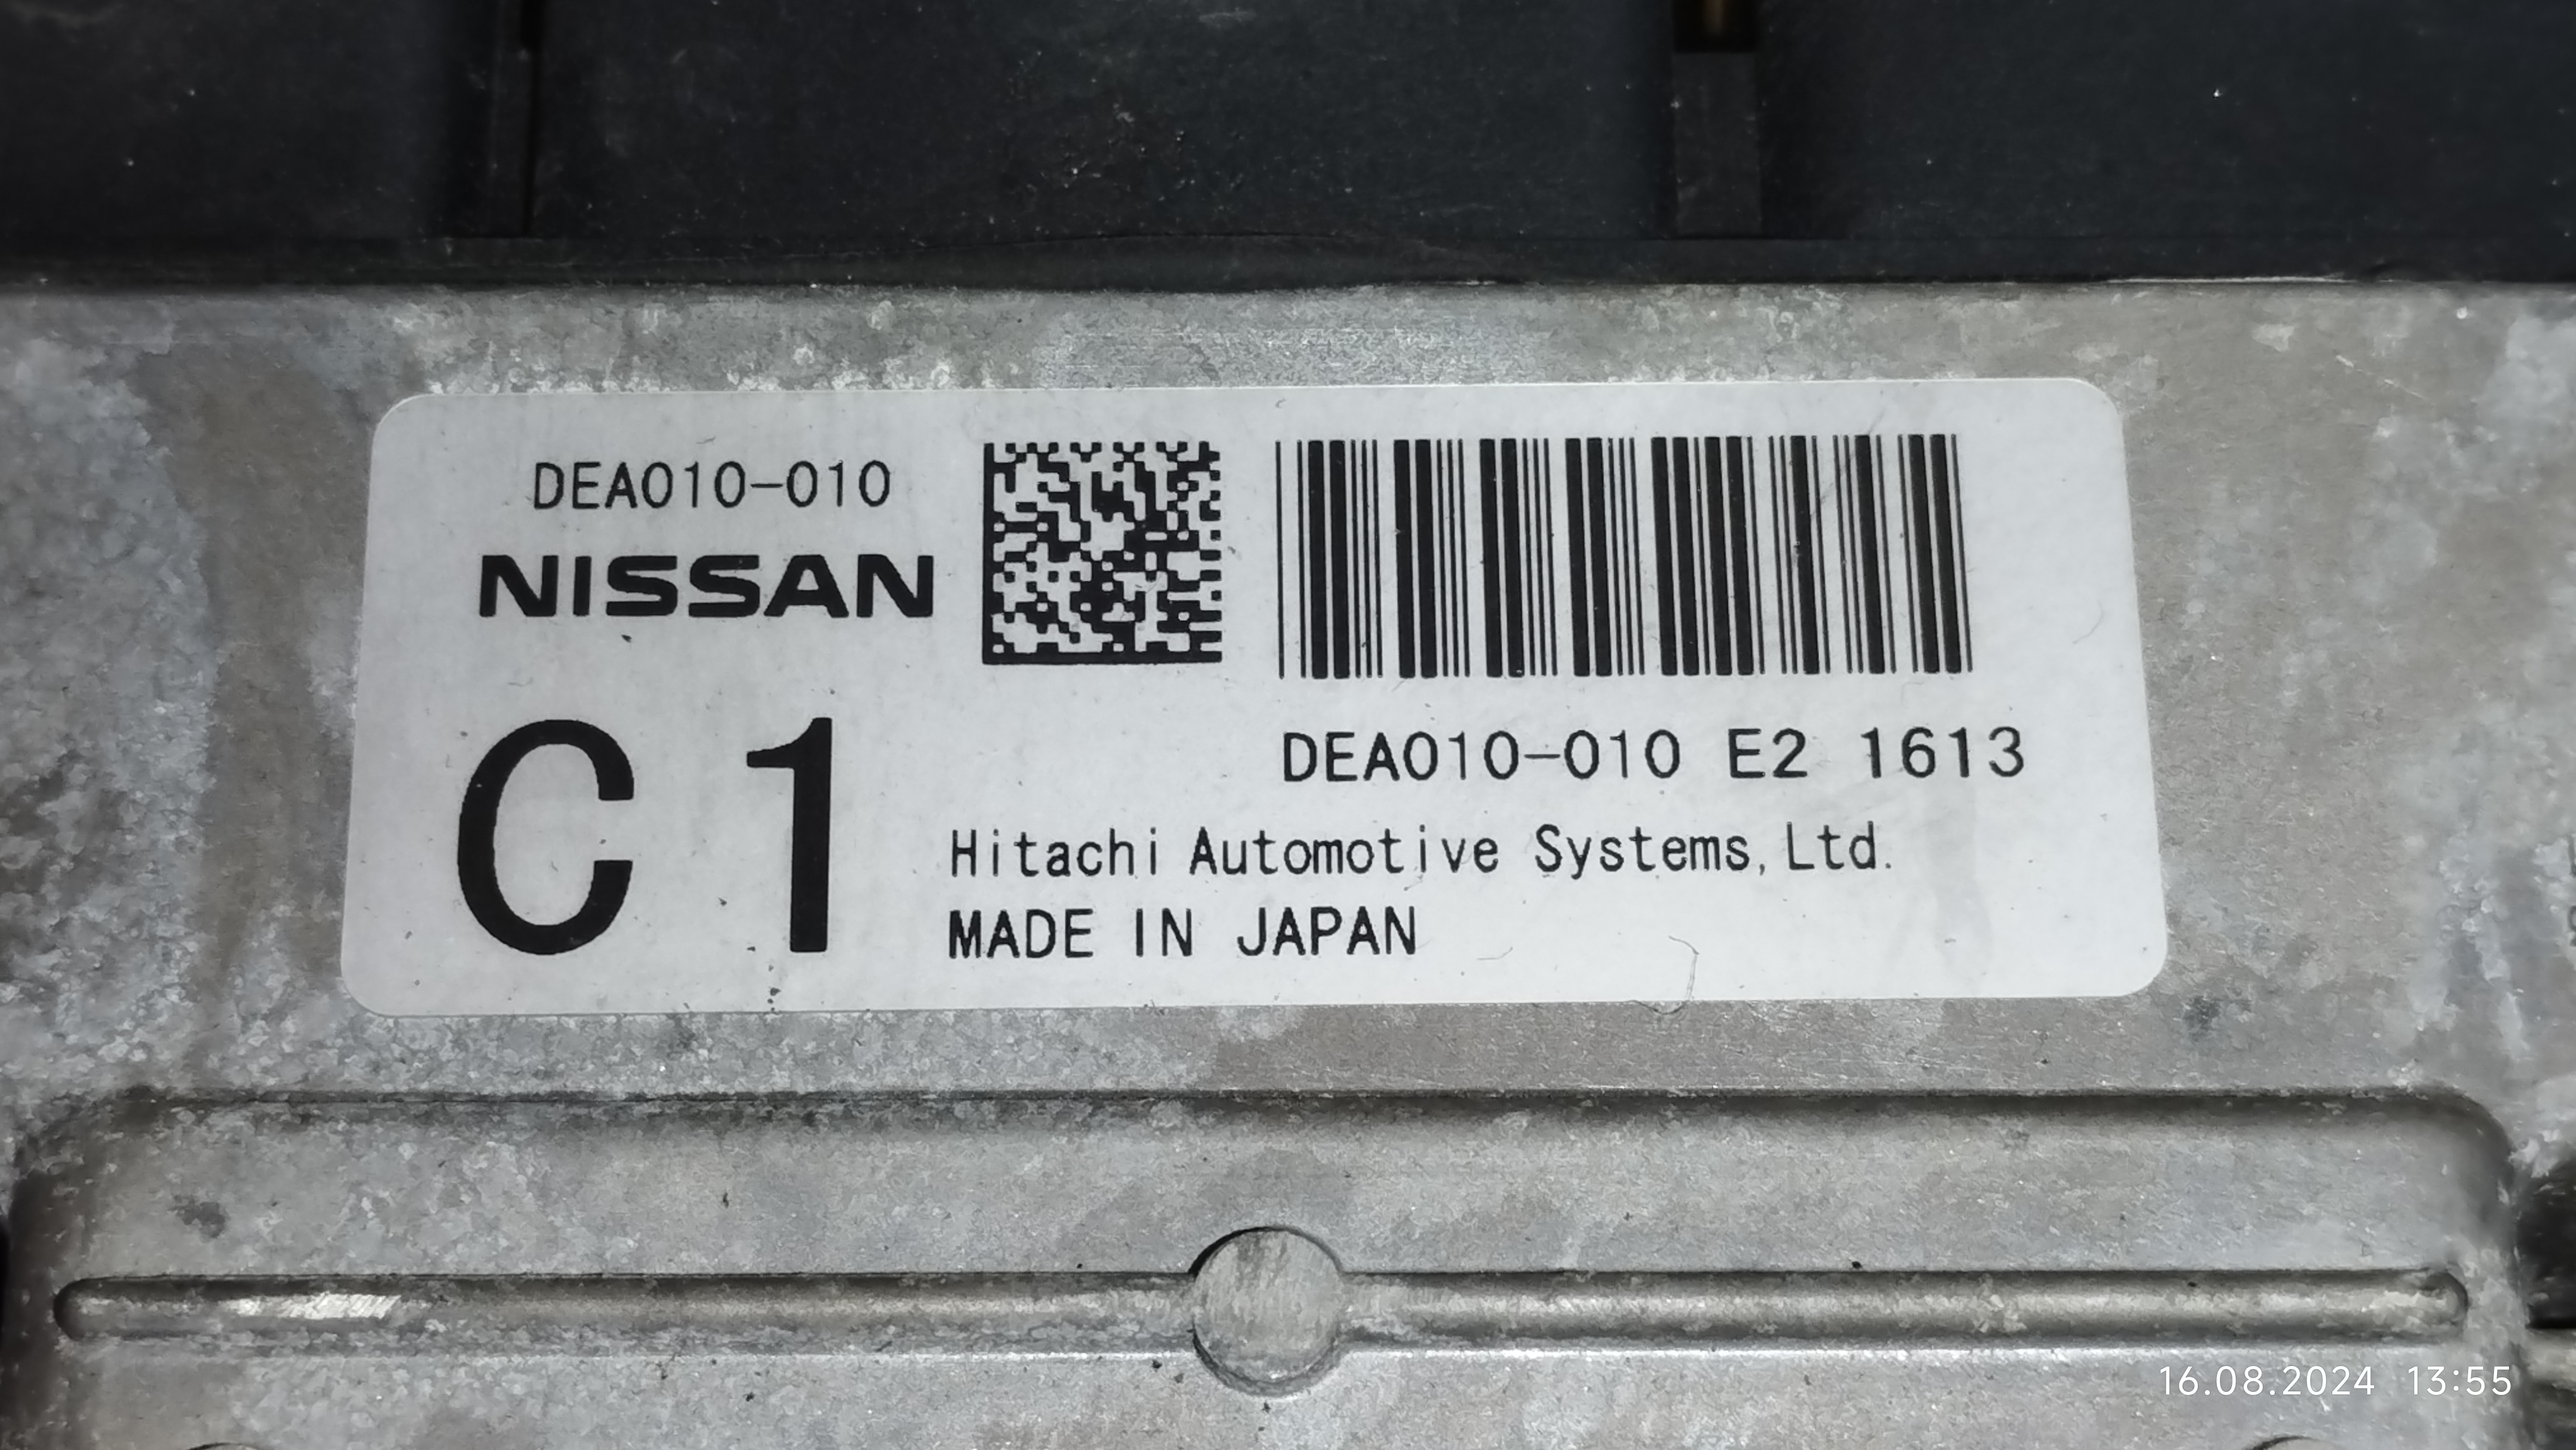 DEA010-010
NISSAN
C1
DEA010-010 E2 1613
Hitachi Automotive Systems, Ltd.
MADE IN JAPAN
16.08.2024 13:55